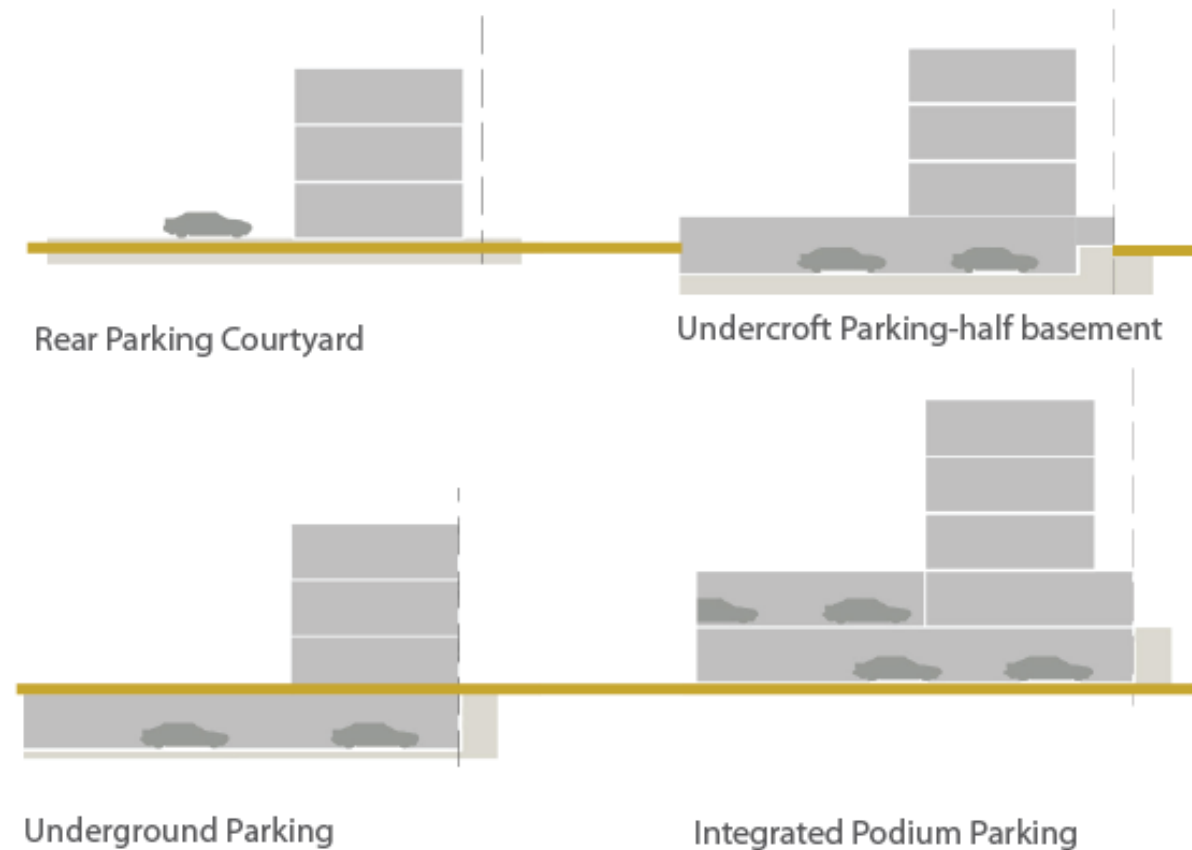 Rear Parking Courtyard
Undercroft Parking-half basement
Underground Parking
Integrated Podium Parking